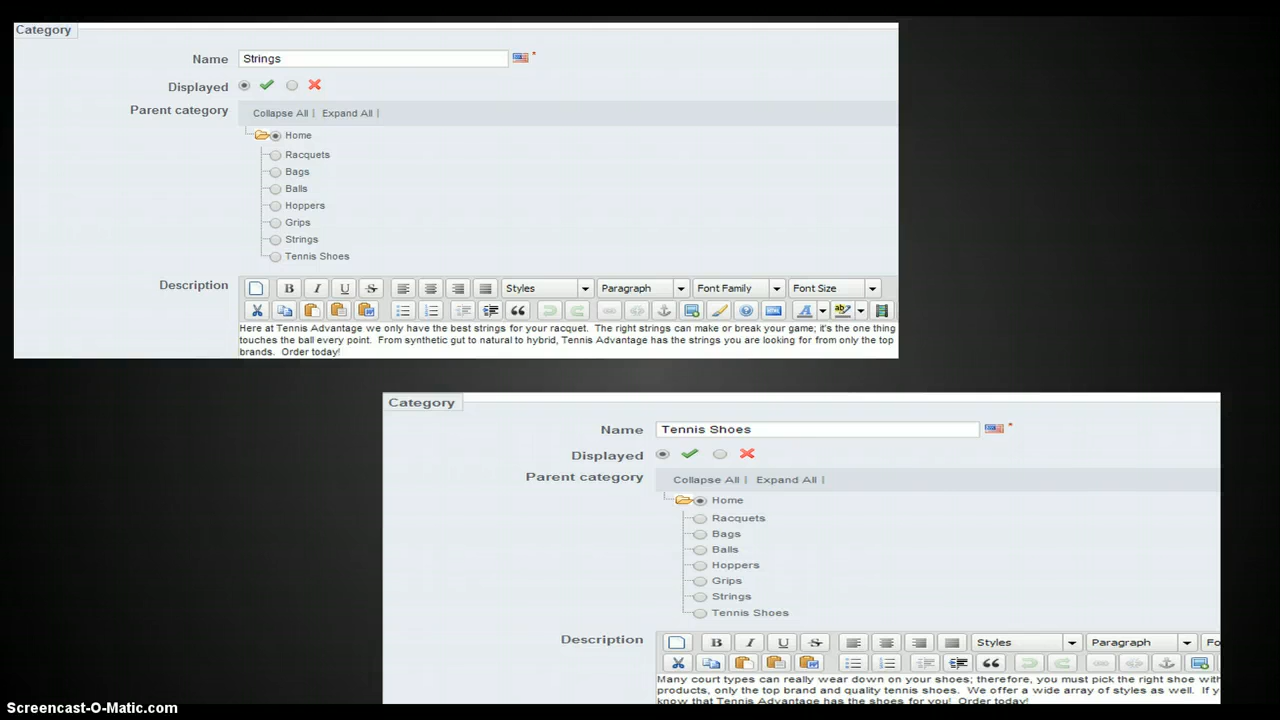 Category
Name Strings *
Displayed
Parent category
Collapse All | Expand All |
Home
Racquets
Bags
Balls
Hoppers
Grips
Strings
Tennis Shoes
Description
B I U S Styles Paragraph Font Family Font Size
Here at Tennis Advantage we only have the best strings for your racquet. The right strings can make or break your game; it's the one thing
touches the ball every point. From synthetic gut to natural to hybrid, Tennis Advantage has the strings you are looking for from only the top
brands. Order today!
Category
Name Tennis Shoes *
Displayed
Parent category
Collapse All | Expand All |
Home
Racquets
Bags
Balls
Hoppers
Grips
Strings
Tennis Shoes
Description
B I U S Styles Paragraph Fo
Many court types can really wear down on your shoes; therefore, you must pick the right shoe wit
products, only the top brand and quality tennis shoes. We offer a wide array of styles as well. If y
know that Tennis Advantage has the shoes for you! Order today!
Screencast-O-Matic.com